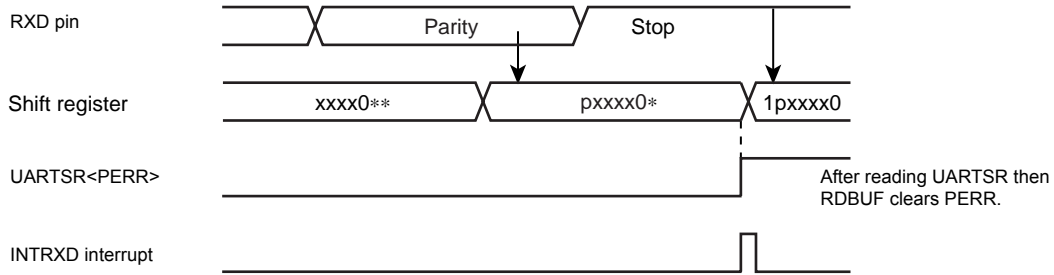 RXD pin
Parity
Stop
Shift register
xxxx0**
pxxxx0*
1pxxxx0
UARTSR<PERR>
After reading UARTSR then
RDBUF clears PERR.
INTRXD interrupt